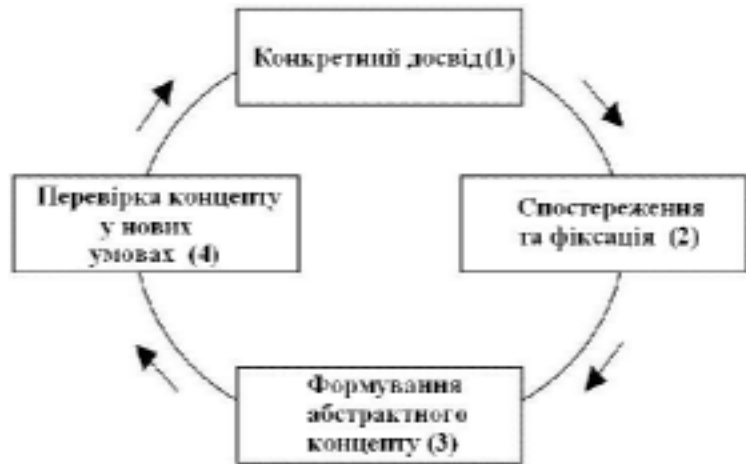 Конкретний досвід (1)
Спостереження
та фіксація (2)
Формування
абстрактного
концепту (3)
Перевірка концепту
у нових
умовах (4)